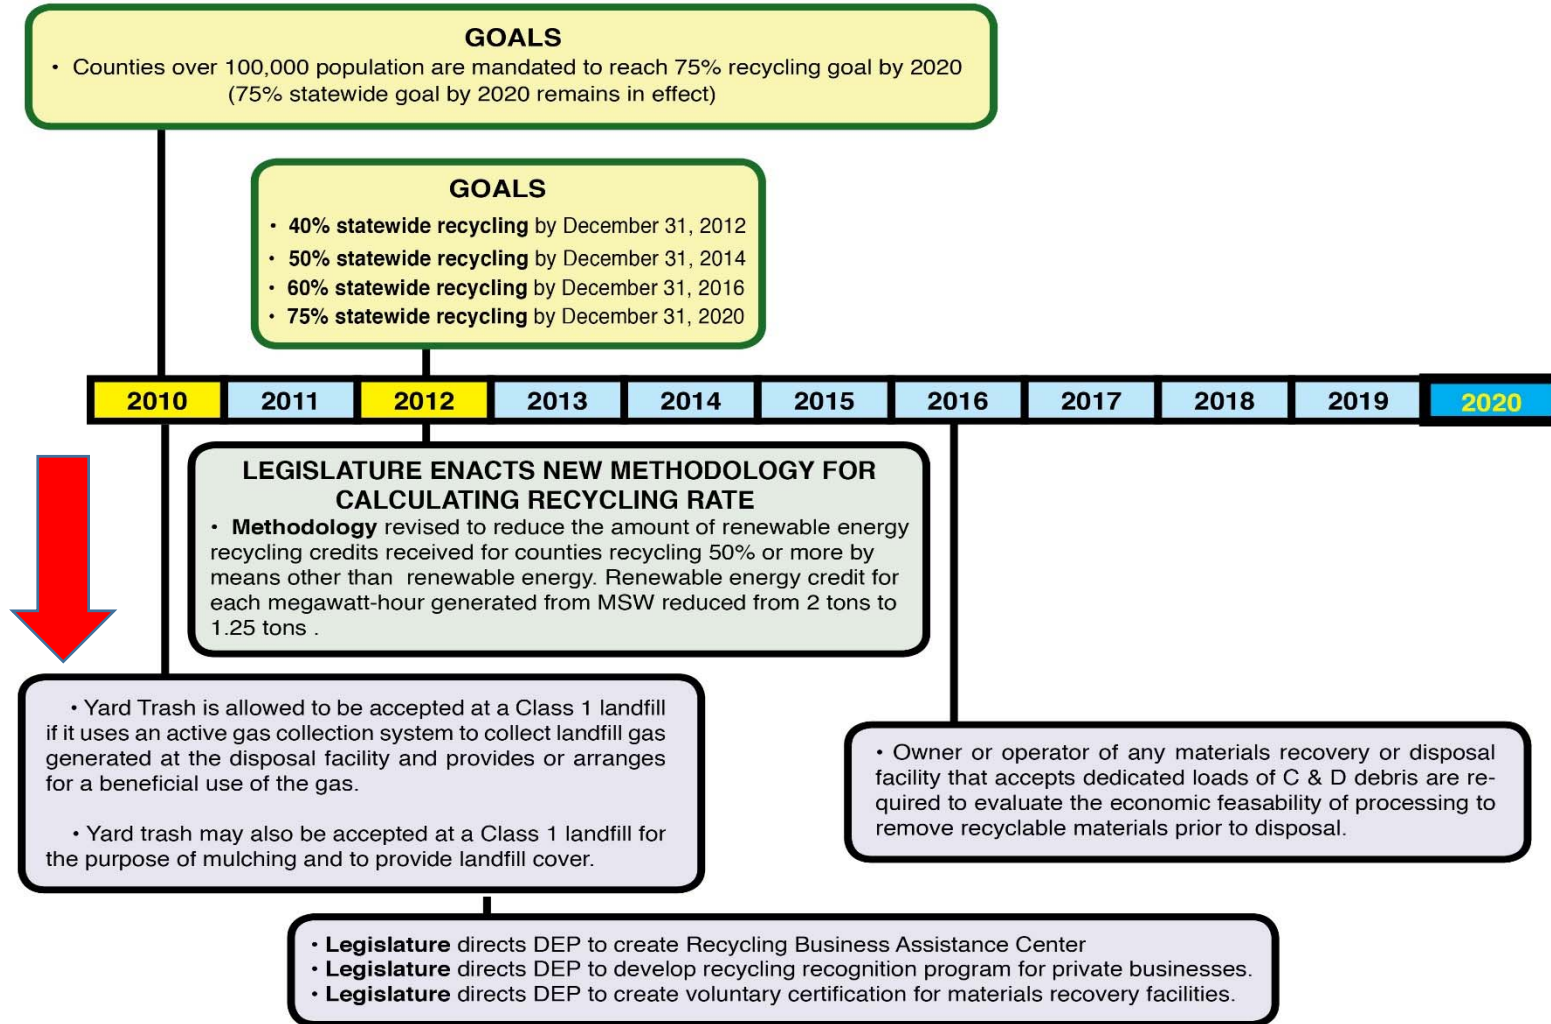 GOALS
• Counties over 100,000 population are mandated to reach 75% recycling goal by 2020
(75% statewide goal by 2020 remains in effect)
GOALS
• 40% statewide recycling by December 31, 2012
• 50% statewide recycling by December 31, 2014
• 60% statewide recycling by December 31, 2016
• 75% statewide recycling by December 31, 2020
2010 2011 2012 2013 2014 2015 2016 2017 2018 2019 2020
LEGISLATURE ENACTS NEW METHODOLOGY FOR
CALCULATING RECYCLING RATE
• Methodology revised to reduce the amount of renewable energy
recycling credits received for counties recycling 50% or more by
means other than renewable energy. Renewable energy credit for
each megawatt-hour generated from MSW reduced from 2 tons to
1.25 tons .
• Yard Trash is allowed to be accepted at a Class 1 landfill
if it uses an active gas collection system to collect landfill gas
generated at the disposal facility and provides or arranges
for a beneficial use of the gas.
• Yard trash may also be accepted at a Class 1 landfill for
the purpose of mulching and to provide landfill cover.
• Owner or operator of any materials recovery or disposal
facility that accepts dedicated loads of C & D debris are re-
quired to evaluate the economic feasability of processing to
remove recyclable materials prior to disposal.
• Legislature directs DEP to create Recycling Business Assistance Center
• Legislature directs DEP to develop recycling recognition program for private businesses.
• Legislature directs DEP to create voluntary certification for materials recovery facilities.